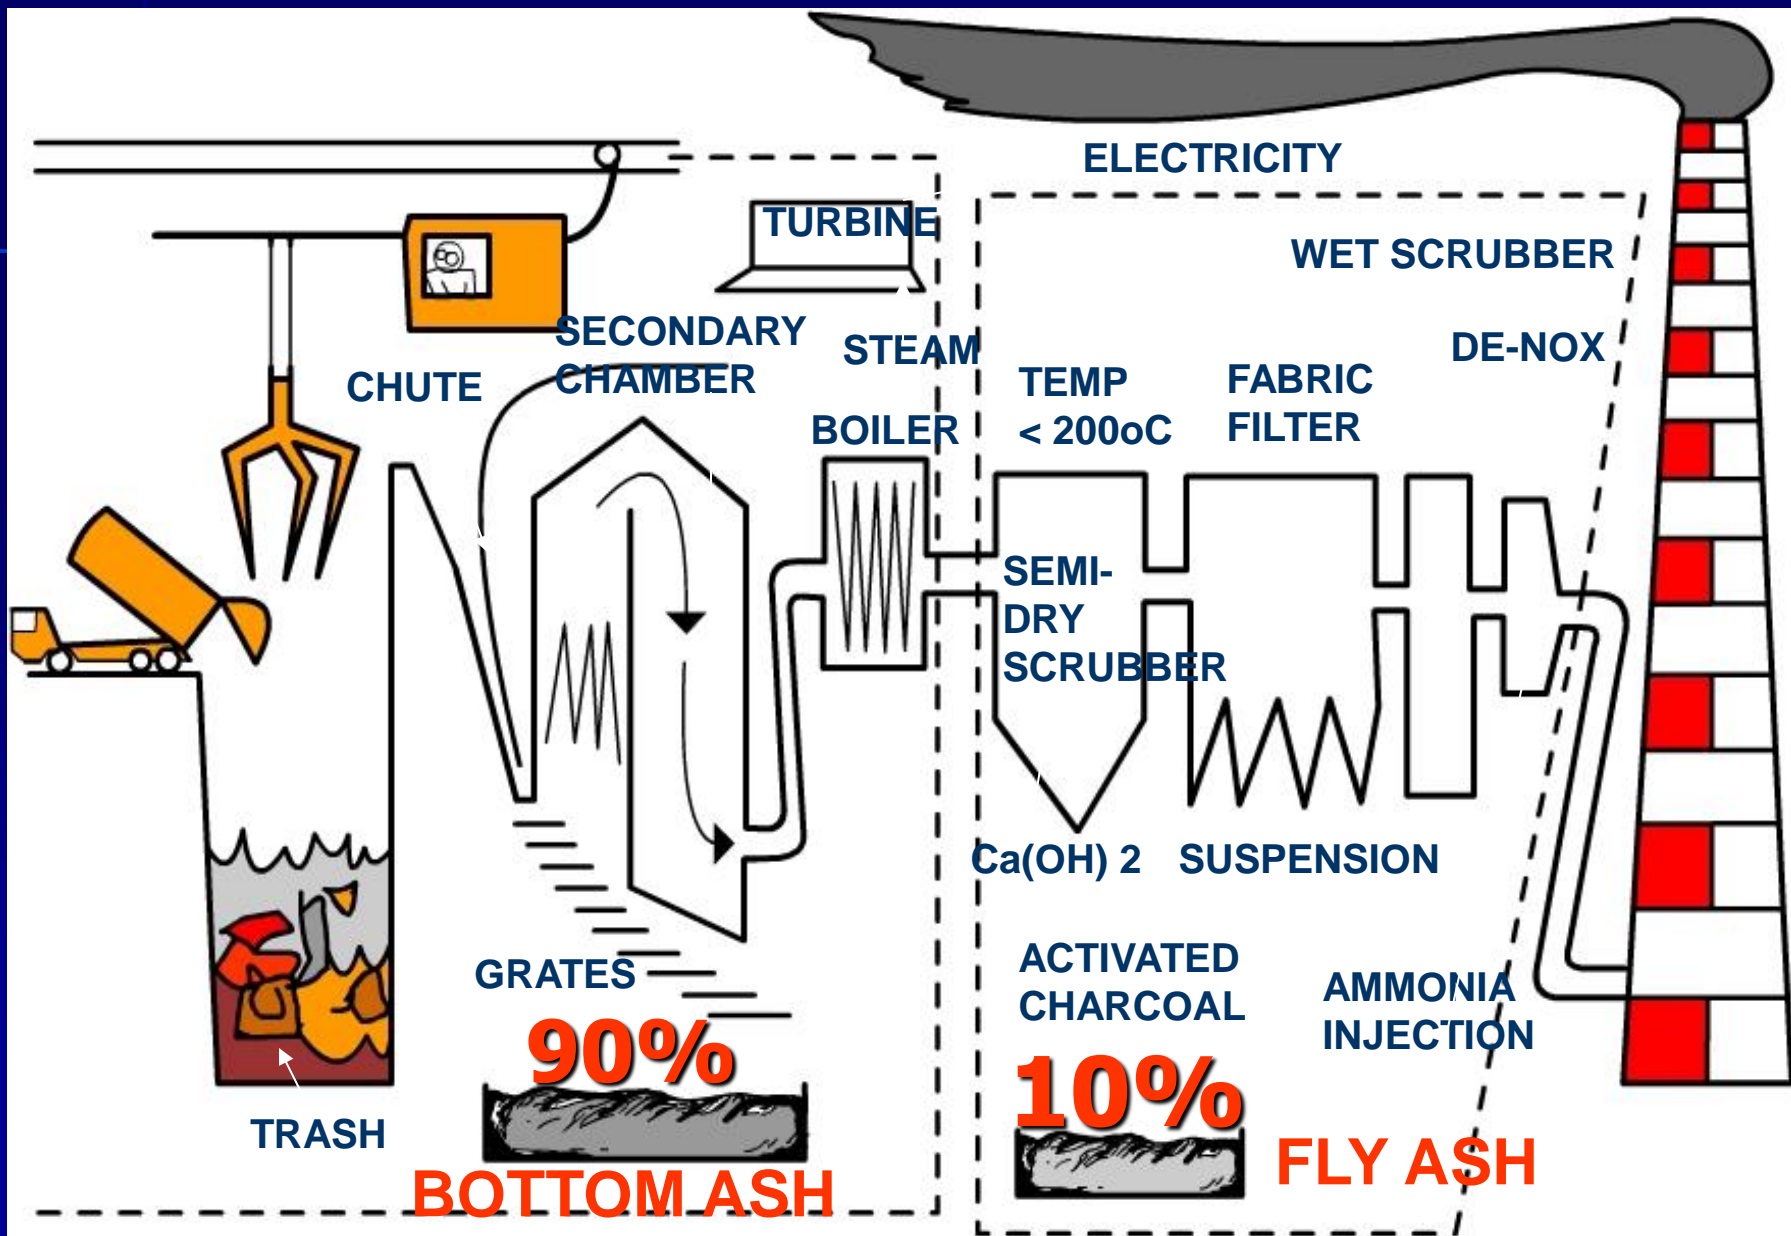 ELECTRICITY
TURBINE
WET SCRUBBER
SECONDARY
CHAMBER
STEAM
DE-NOX
CHUTE
TEMP
< 200oC
FABRIC
FILTER
BOILER
SEMI-
DRY
SCRUBBER
Ca(OH) 2 SUSPENSION
GRATES
ACTIVATED
CHARCOAL
AMMONIA
INJECTION
90%
10%
TRASH
BOTTOM ASH
FLY ASH